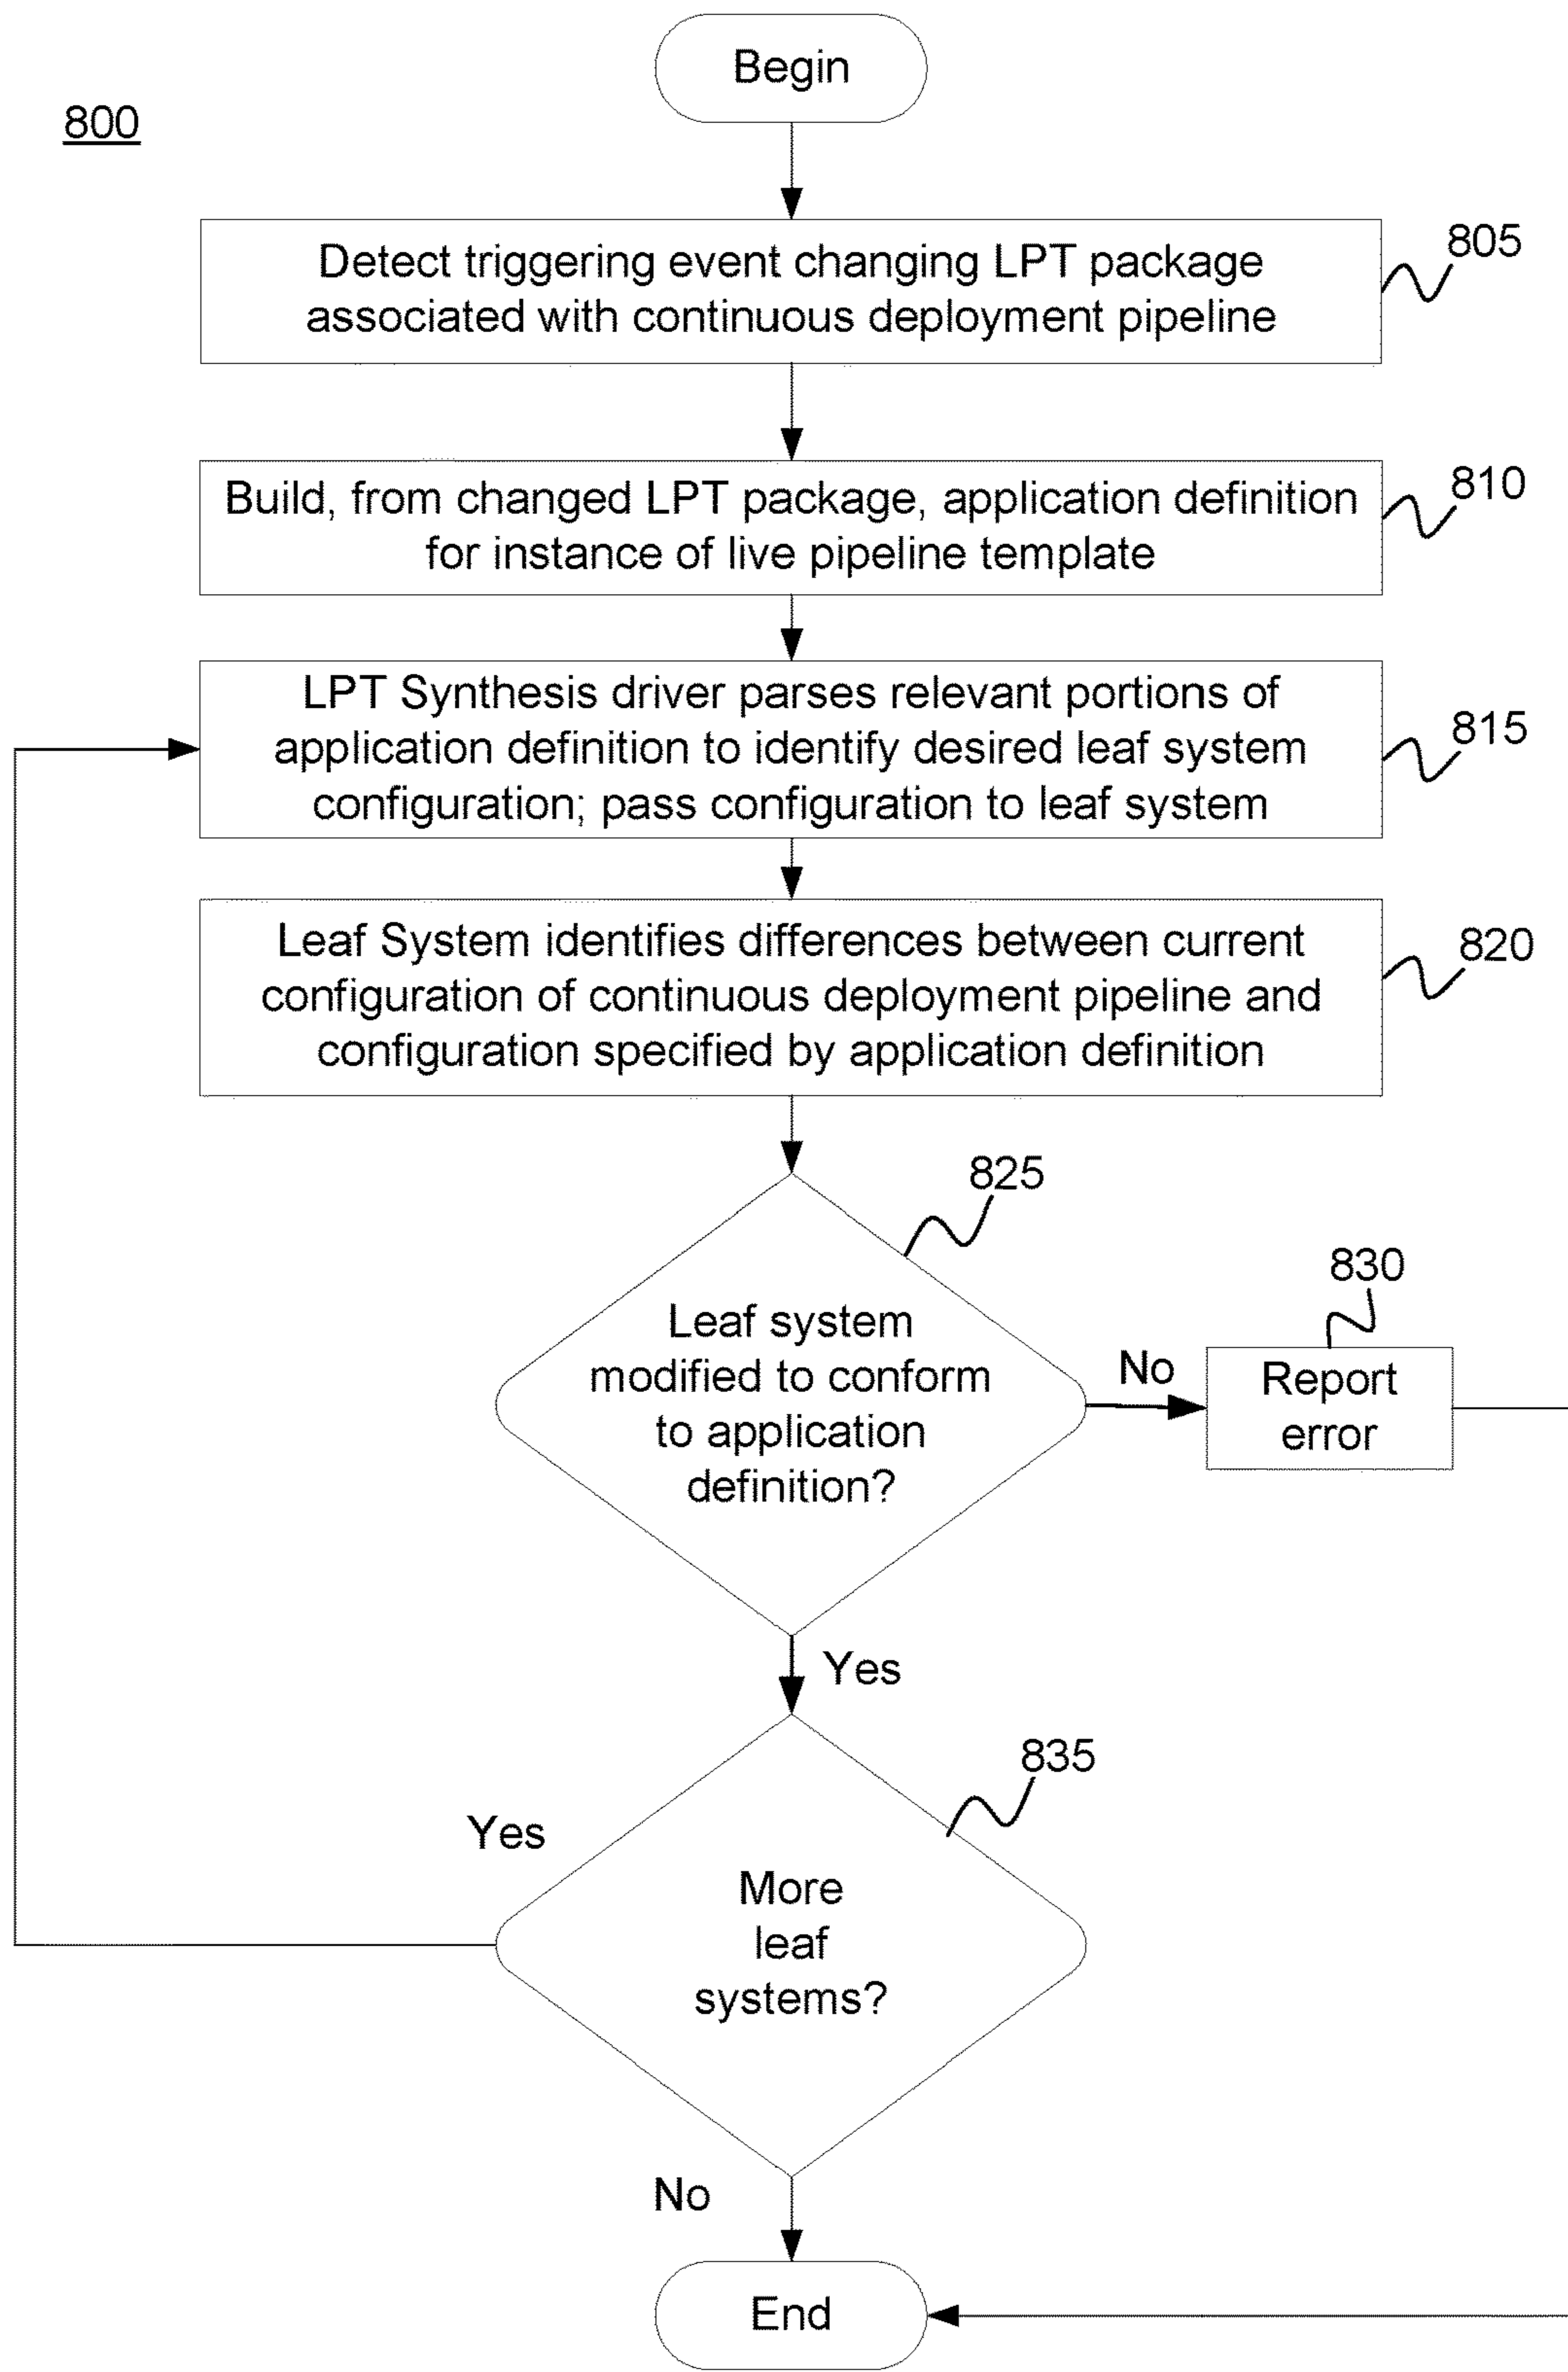 Begin
800
Detect triggering event changing LPT package
associated with continuous deployment pipeline
805
Build, from changed LPT package, application definition
for instance of live pipeline template
810
LPT Synthesis driver parses relevant portions of
application definition to identify desired leaf system
configuration; pass configuration to leaf system
815
Leaf System identifies differences between current
configuration of continuous deployment pipeline and
configuration specified by application definition
820
825
Leaf system
modified to conform
to application
definition?
No
830
Report
error
Yes
835
Yes
More
leaf
systems?
No
End